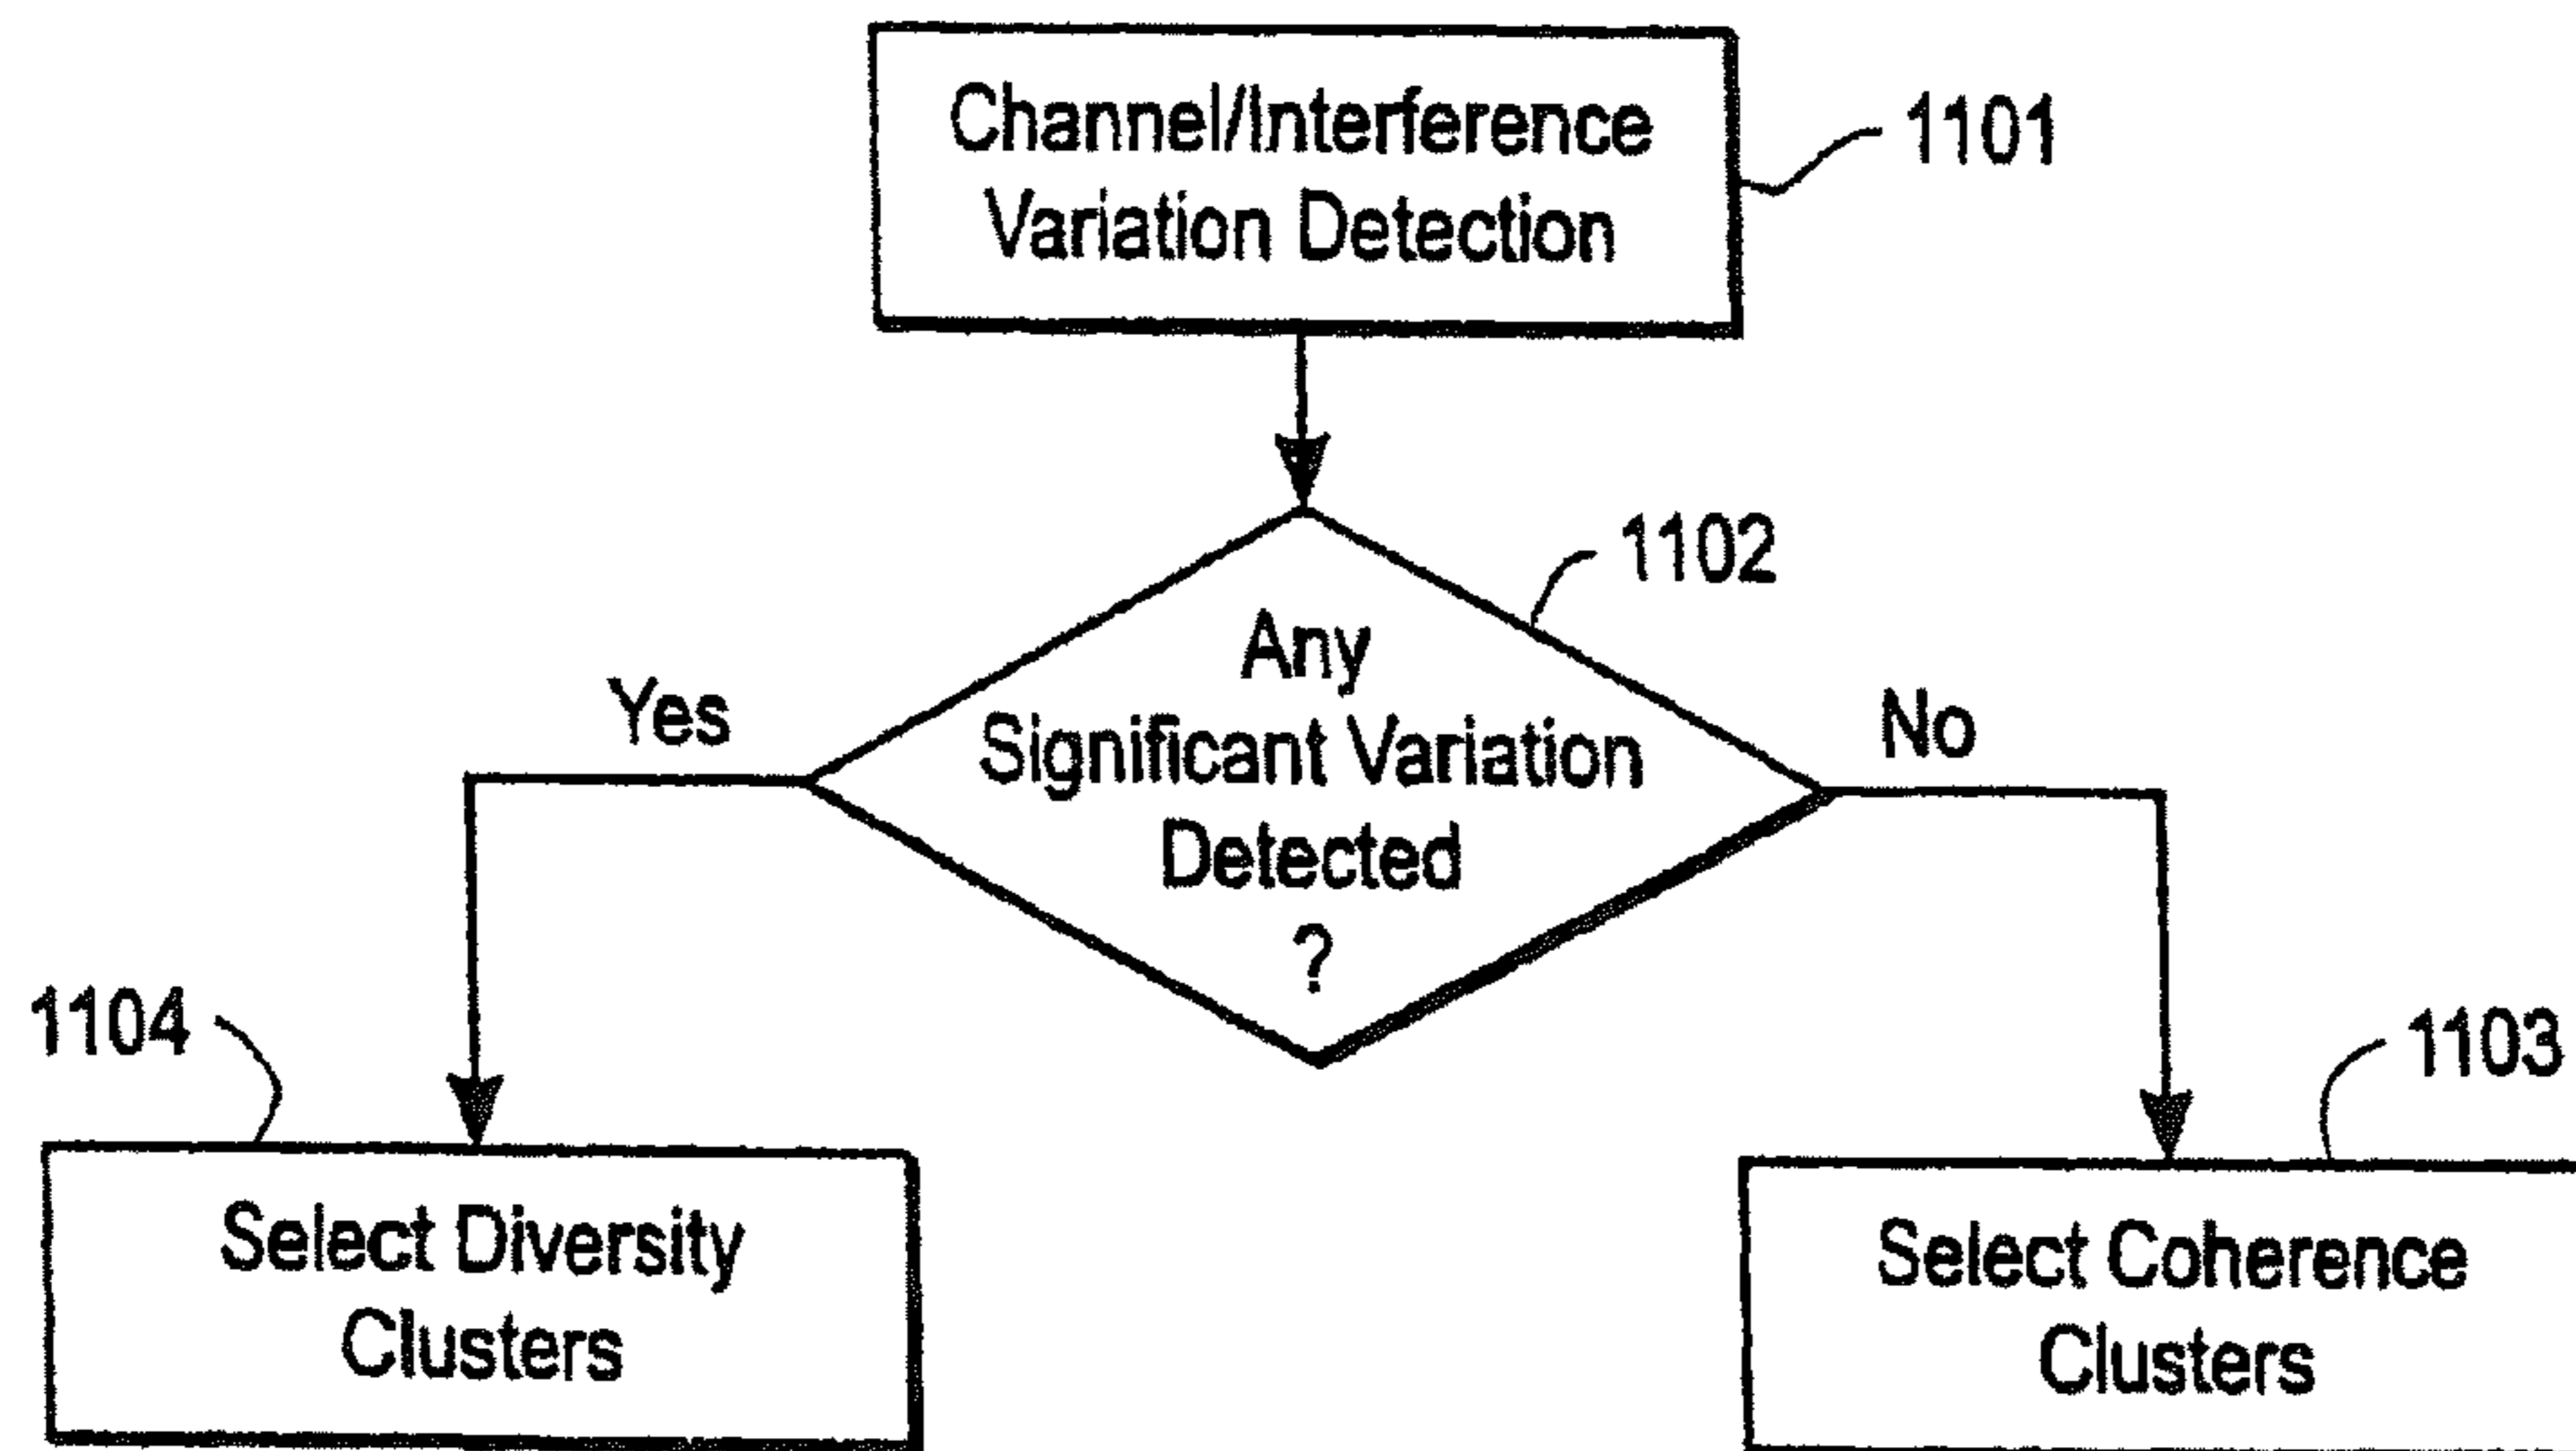 Channel/Interference
Variation Detection
1101
1102
Any
Significant Variation
Detected
?
Yes
No
1104
1103
Select Diversity
Clusters
Select Coherence
Clusters